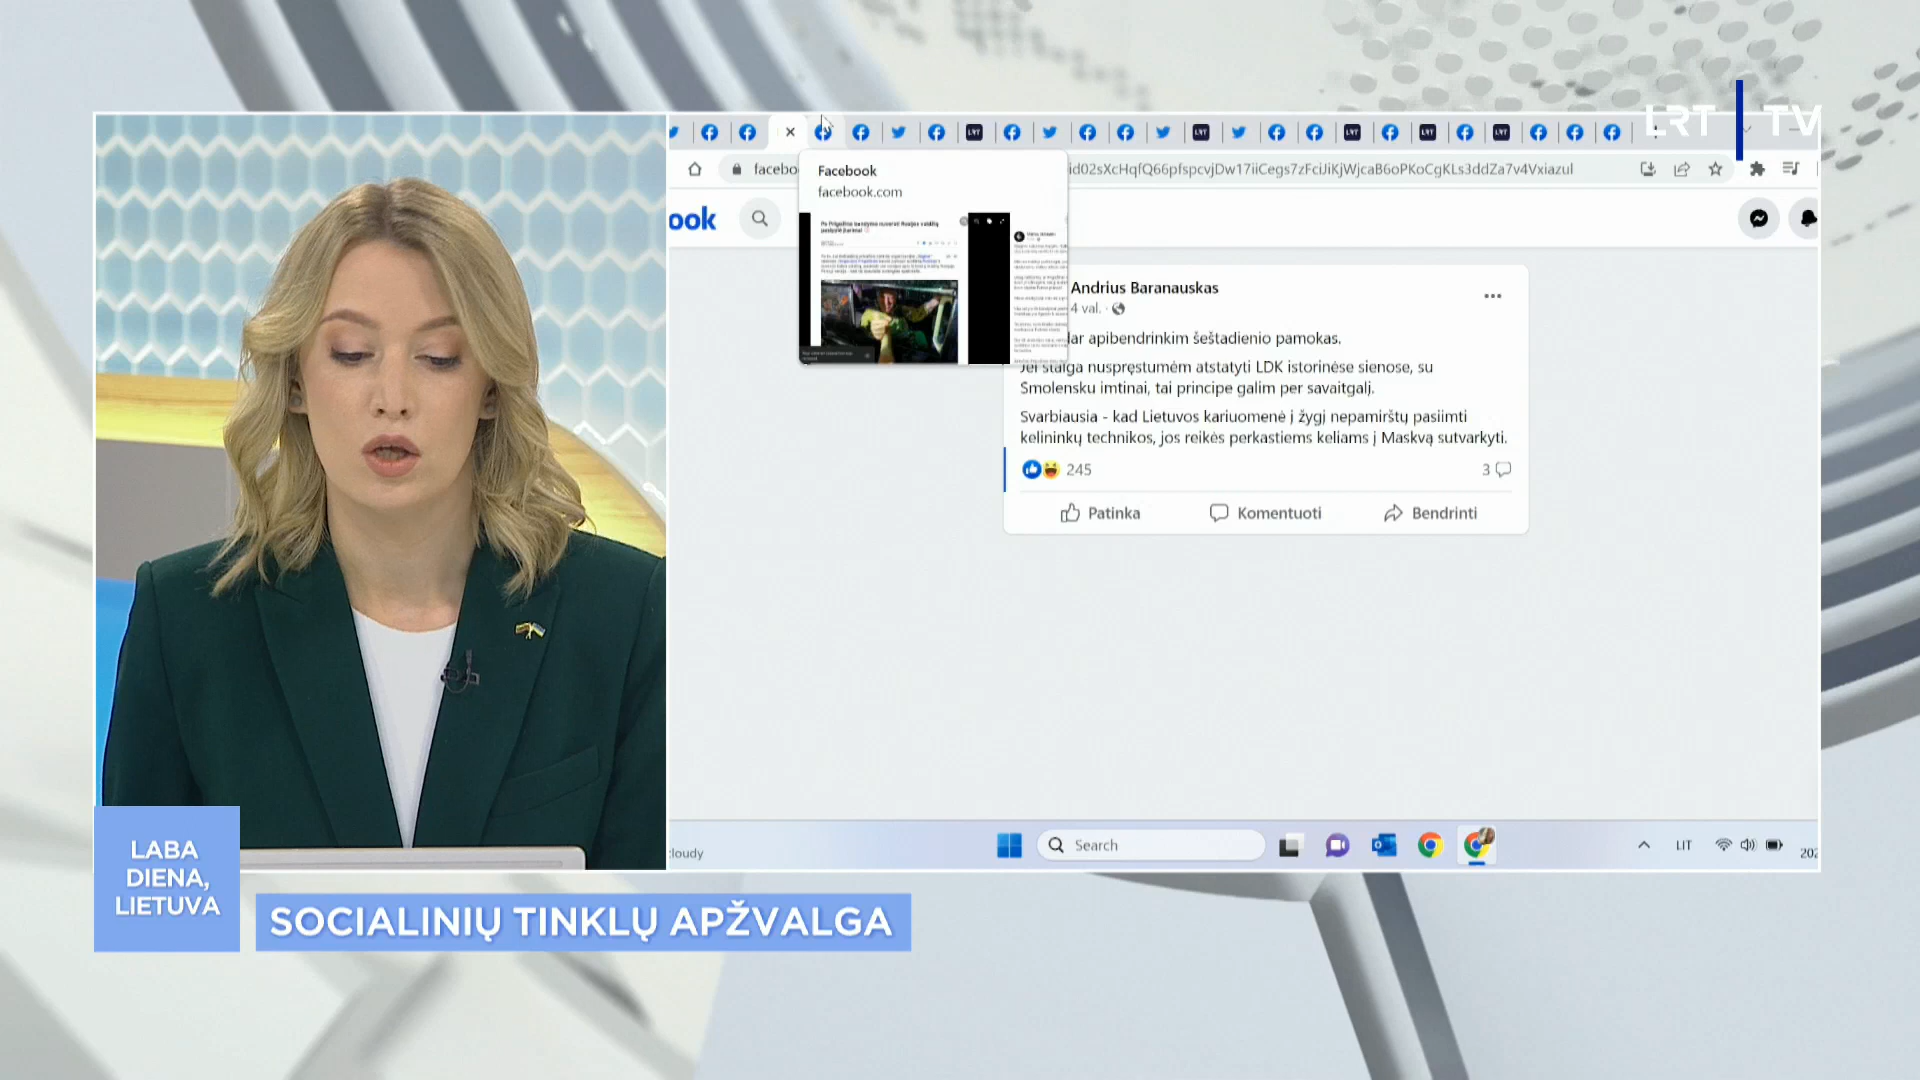 LRT TV
Facebook
facebook.com
facebo
id02sXcHqfQ66pfspcvjDw17iiCegs7zFciJiKjWjcaB6oPKoCgKLs3ddZa7v4Vxiazul
ook
Andrius Baranauskas
4 val.
apibendrinkim šeštadienio pamokas.
Jei staiga nuspręstumėm atstatyti LDK istorinėse sienose, su
Smolensku imtinai, tai principe galim per savaitgalį.
Svarbiausia - kad Lietuvos kariuomenė į žygį nepamirštų pasiimti
kelininkų technikos, jos reikės perkastiems keliams į Maskvą sutvarkyti.
245
3
Patinka
Komentuoti
Bendrinti
cloudy
Search
LIT
LABA
DIENA,
LIETUVA
SOCIALINIŲ TINKLŲ APŽVALGA